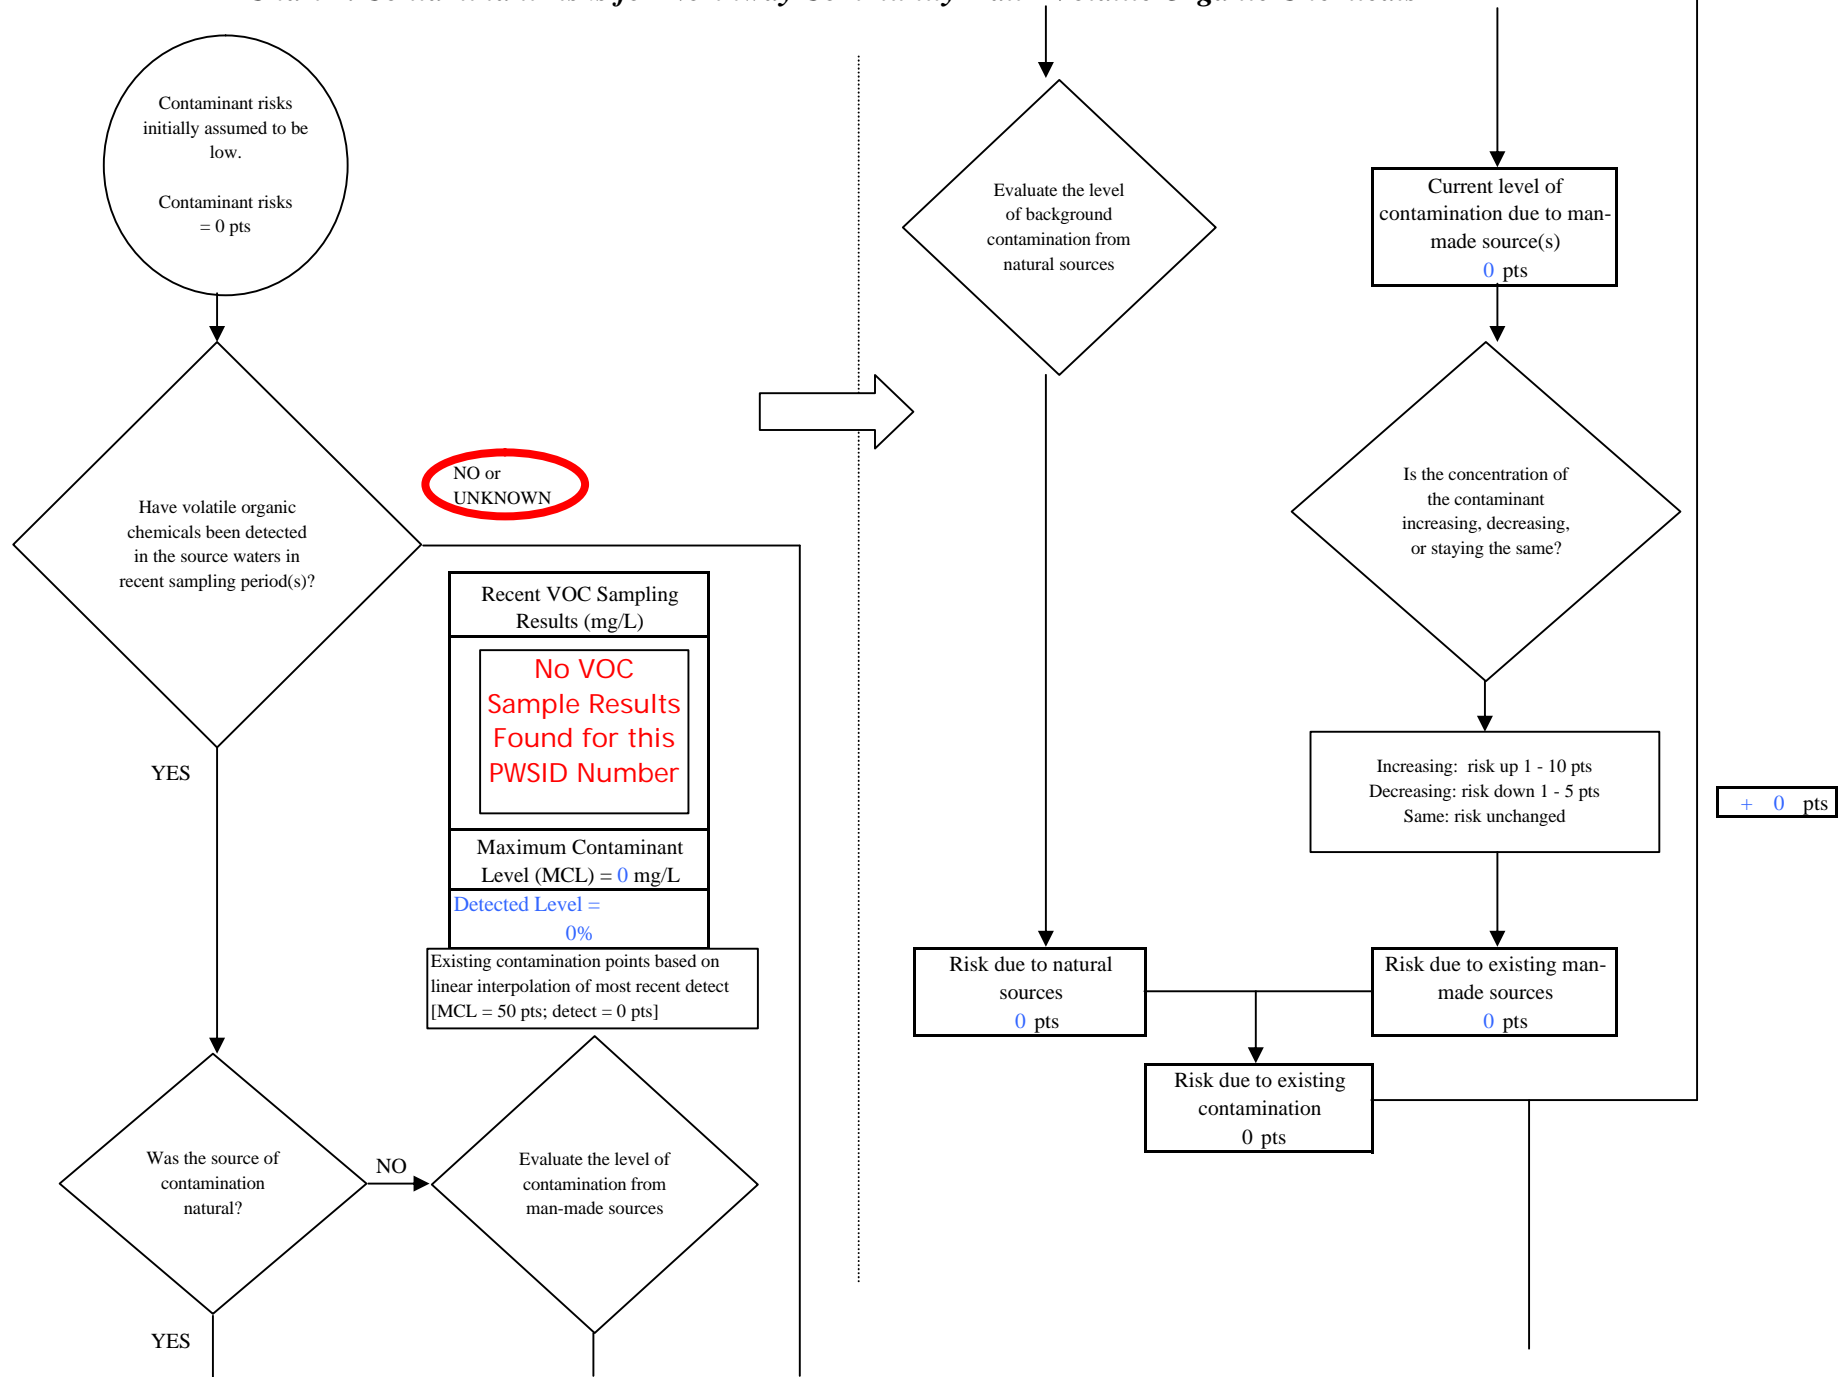 Contaminant risks
initially assumed to be
low.
Contaminant risks
= 0 pts
Have volatile organic
chemicals been detected
in the source waters in
recent sampling period(s)?
NO or
UNKNOWN
YES
Recent VOC Sampling
Results (mg/L)
No VOC
Sample Results
Found for this
PWSID Number
Maximum Contaminant
Level (MCL) = 0 mg/L
Detected Level =
0%
Existing contamination points based on
linear interpolation of most recent detect
[MCL = 50 pts; detect = 0 pts]
Was the source of
contamination
natural?
NO
Evaluate the level of
contamination from
man-made sources
YES
Evaluate the level
of background
contamination from
natural sources
Current level of
contamination due to man-
made source(s)
0 pts
Is the concentration of
the contaminant
increasing, decreasing,
or staying the same?
Increasing: risk up 1 - 10 pts
Decreasing: risk down 1 - 5 pts
Same: risk unchanged
+ 0 pts
Risk due to natural
sources
0 pts
Risk due to existing man-
made sources
0 pts
Risk due to existing
contamination
0 pts